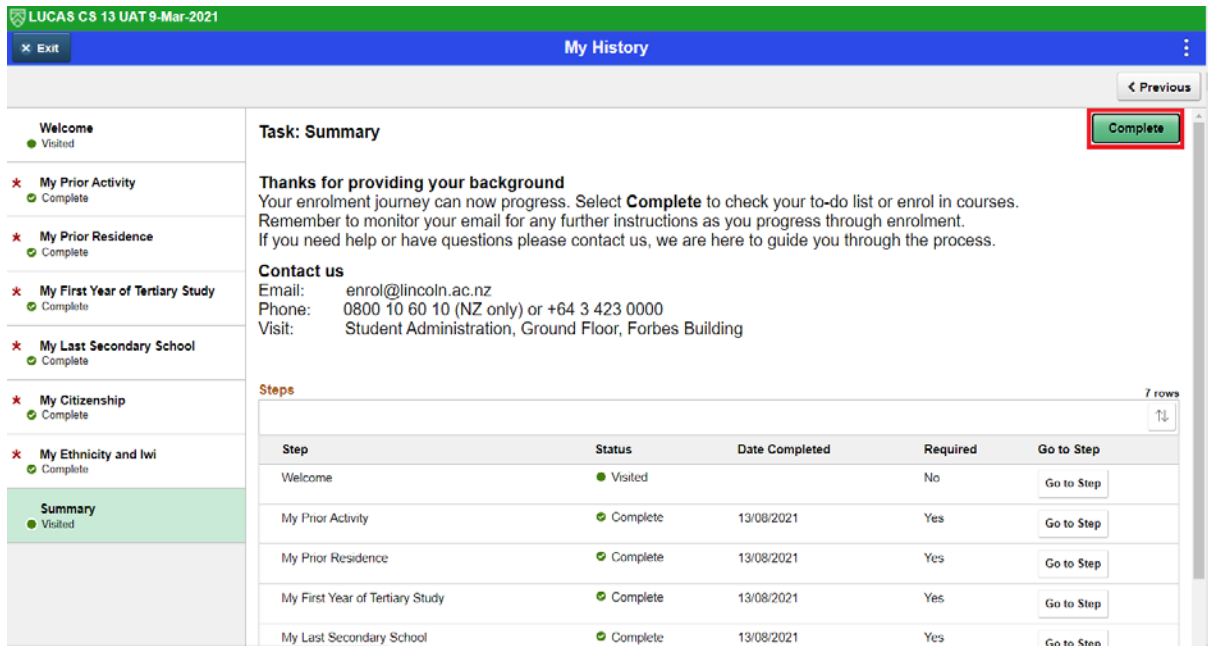 LUCAS CS 13 UAT 9-Mar-2021
× Exit
My History
Previous
Welcome
Visited
* My Prior Activity
Complete
* My Prior Residence
Complete
* My First Year of Tertiary Study
Complete
* My Last Secondary School
Complete
* My Citizenship
Complete
* My Ethnicity and Iwi
Complete
Summary
Visited
Task: Summary
Complete
Thanks for providing your background
Your enrolment journey can now progress. Select Complete to check your to-do list or enrol in courses.
Remember to monitor your email for any further instructions as you progress through enrolment.
If you need help or have questions please contact us, we are here to guide you through the process.
Contact us
Email: enrol@lincoln.ac.nz
Phone: 0800 10 60 10 (NZ only) or +64 3 423 0000
Visit: Student Administration, Ground Floor, Forbes Building
Steps
7 rows
Step Status Date Completed Required Go to Step
Welcome Visited No Go to Step
My Prior Activity Complete 13/08/2021 Yes Go to Step
My Prior Residence Complete 13/08/2021 Yes Go to Step
My First Year of Tertiary Study Complete 13/08/2021 Yes Go to Step
My Last Secondary School Complete 13/08/2021 Yes Go to Step